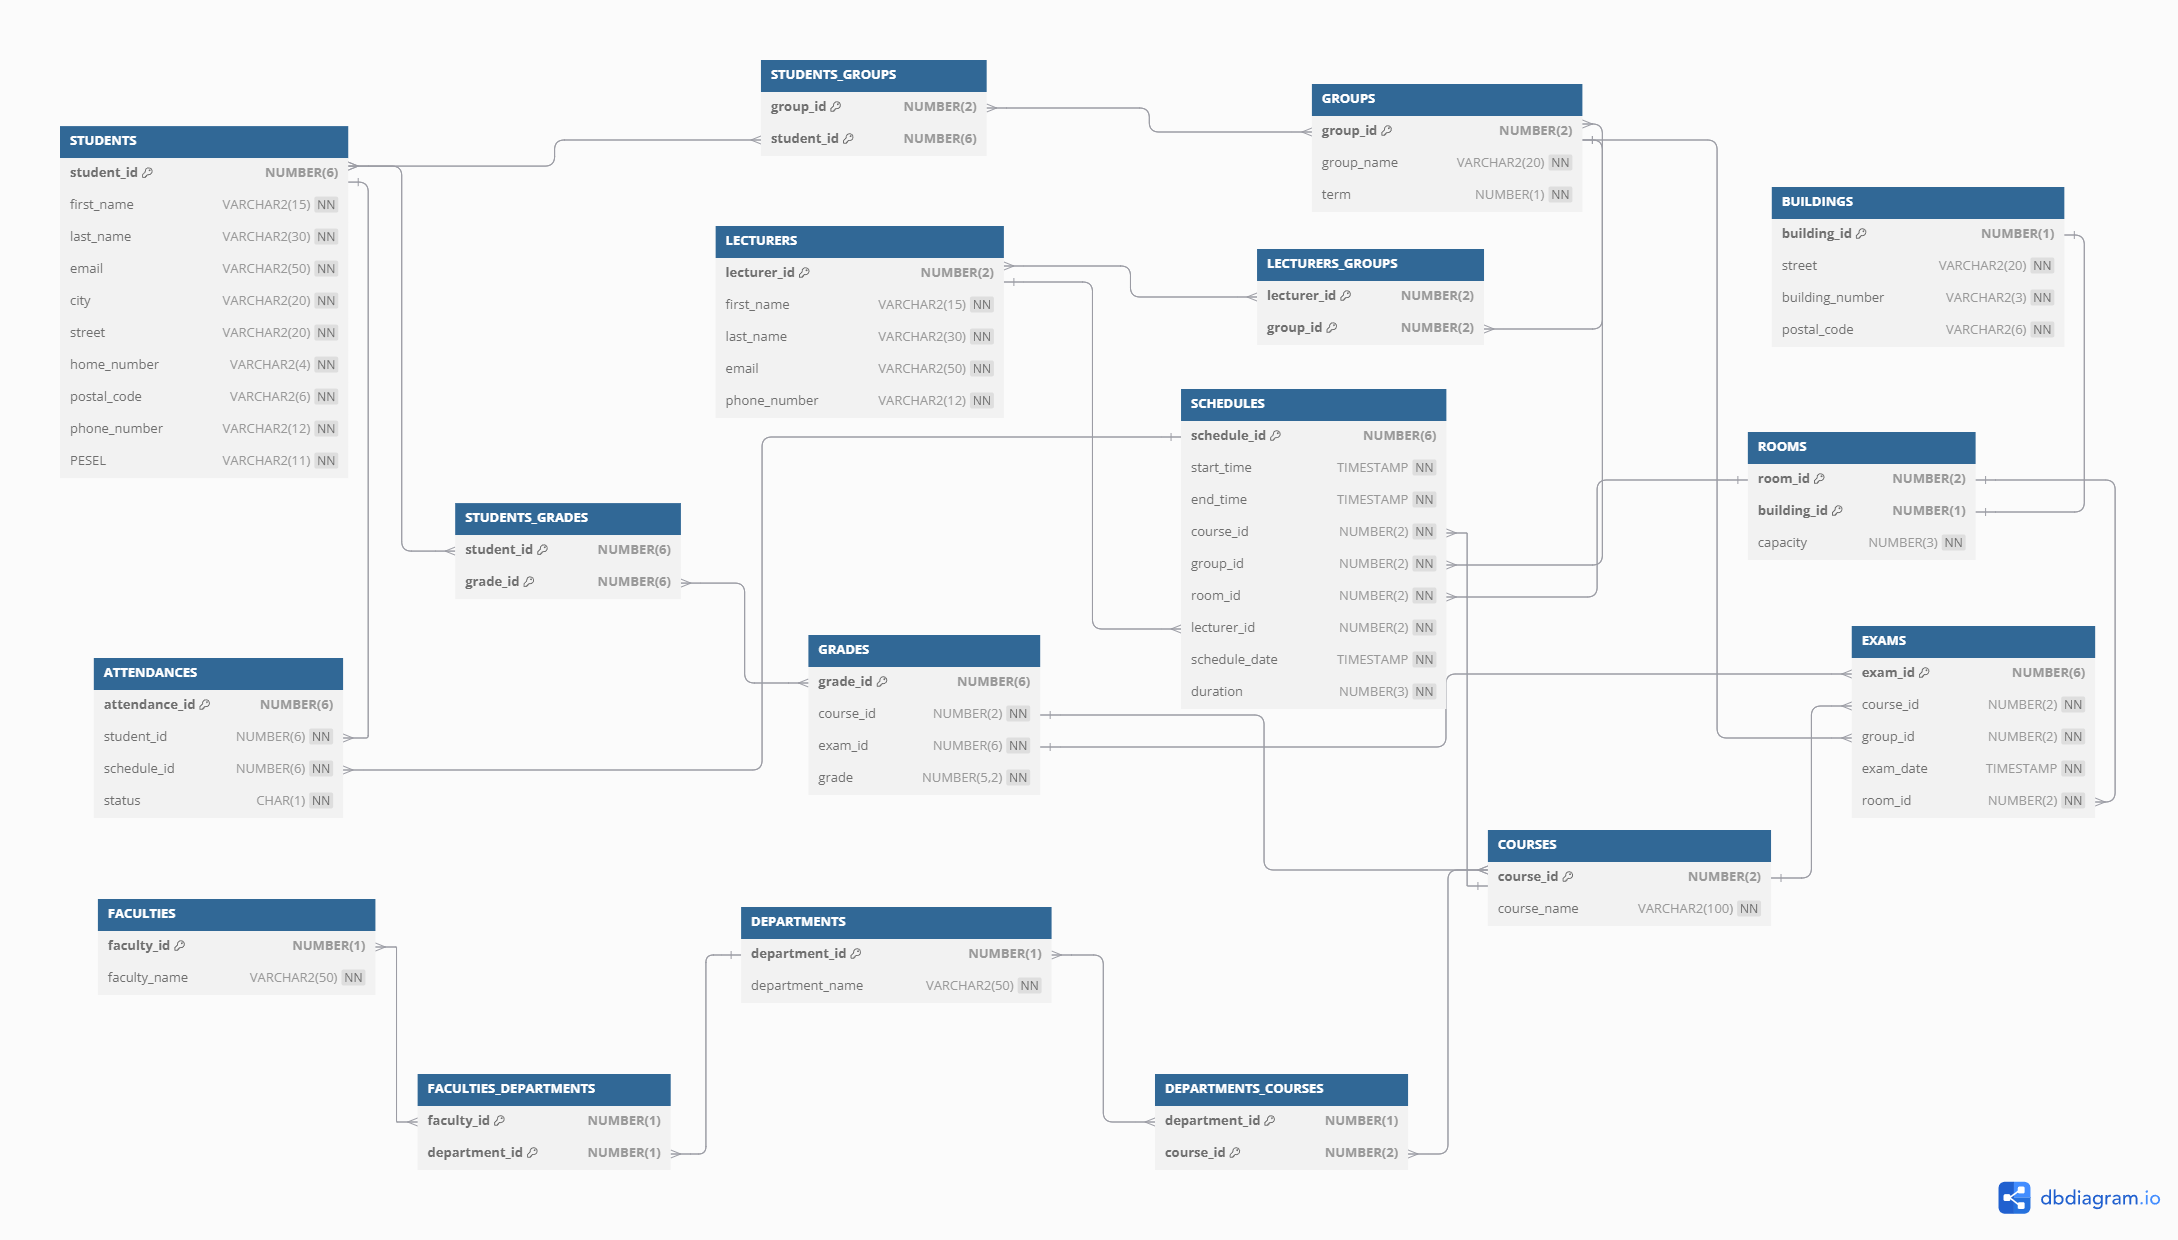 STUDENTS_GROUPS
group_id NUMBER(2)
student_id NUMBER(6)
GROUPS
group_id NUMBER(2)
group_name VARCHAR2(20) NN
term NUMBER(1) NN
STUDENTS
student_id NUMBER(6)
first_name VARCHAR2(15) NN
last_name VARCHAR2(30) NN
email VARCHAR2(50) NN
city VARCHAR2(20) NN
street VARCHAR2(20) NN
home_number VARCHAR2(4) NN
postal_code VARCHAR2(6) NN
phone_number VARCHAR2(12) NN
PESEL VARCHAR2(11) NN
BUILDINGS
building_id NUMBER(1)
street VARCHAR2(20) NN
building_number VARCHAR2(3) NN
postal_code VARCHAR2(6) NN
LECTURERS
lecturer_id NUMBER(2)
first_name VARCHAR2(15) NN
last_name VARCHAR2(30) NN
email VARCHAR2(50) NN
phone_number VARCHAR2(12) NN
LECTURERS_GROUPS
lecturer_id NUMBER(2)
group_id NUMBER(2)
SCHEDULES
schedule_id NUMBER(6)
start_time TIMESTAMP NN
end_time TIMESTAMP NN
course_id NUMBER(2) NN
group_id NUMBER(2) NN
room_id NUMBER(2) NN
lecturer_id NUMBER(2) NN
schedule_date TIMESTAMP NN
duration NUMBER(3) NN
ROOMS
room_id NUMBER(2)
building_id NUMBER(1)
capacity NUMBER(3) NN
STUDENTS_GRADES
student_id NUMBER(6)
grade_id NUMBER(6)
GRADES
grade_id NUMBER(6)
course_id NUMBER(2) NN
exam_id NUMBER(6) NN
grade NUMBER(5,2) NN
EXAMS
exam_id NUMBER(6)
course_id NUMBER(2) NN
group_id NUMBER(2) NN
exam_date TIMESTAMP NN
room_id NUMBER(2) NN
ATTENDANCES
attendance_id NUMBER(6)
student_id NUMBER(6) NN
schedule_id NUMBER(6) NN
status CHAR(1) NN
COURSES
course_id NUMBER(2)
course_name VARCHAR2(100) NN
FACULTIES
faculty_id NUMBER(1)
faculty_name VARCHAR2(50) NN
DEPARTMENTS
department_id NUMBER(1)
department_name VARCHAR2(50) NN
FACULTIES_DEPARTMENTS
faculty_id NUMBER(1)
department_id NUMBER(1)
DEPARTMENTS_COURSES
department_id NUMBER(1)
course_id NUMBER(2)
dbdiagram.io